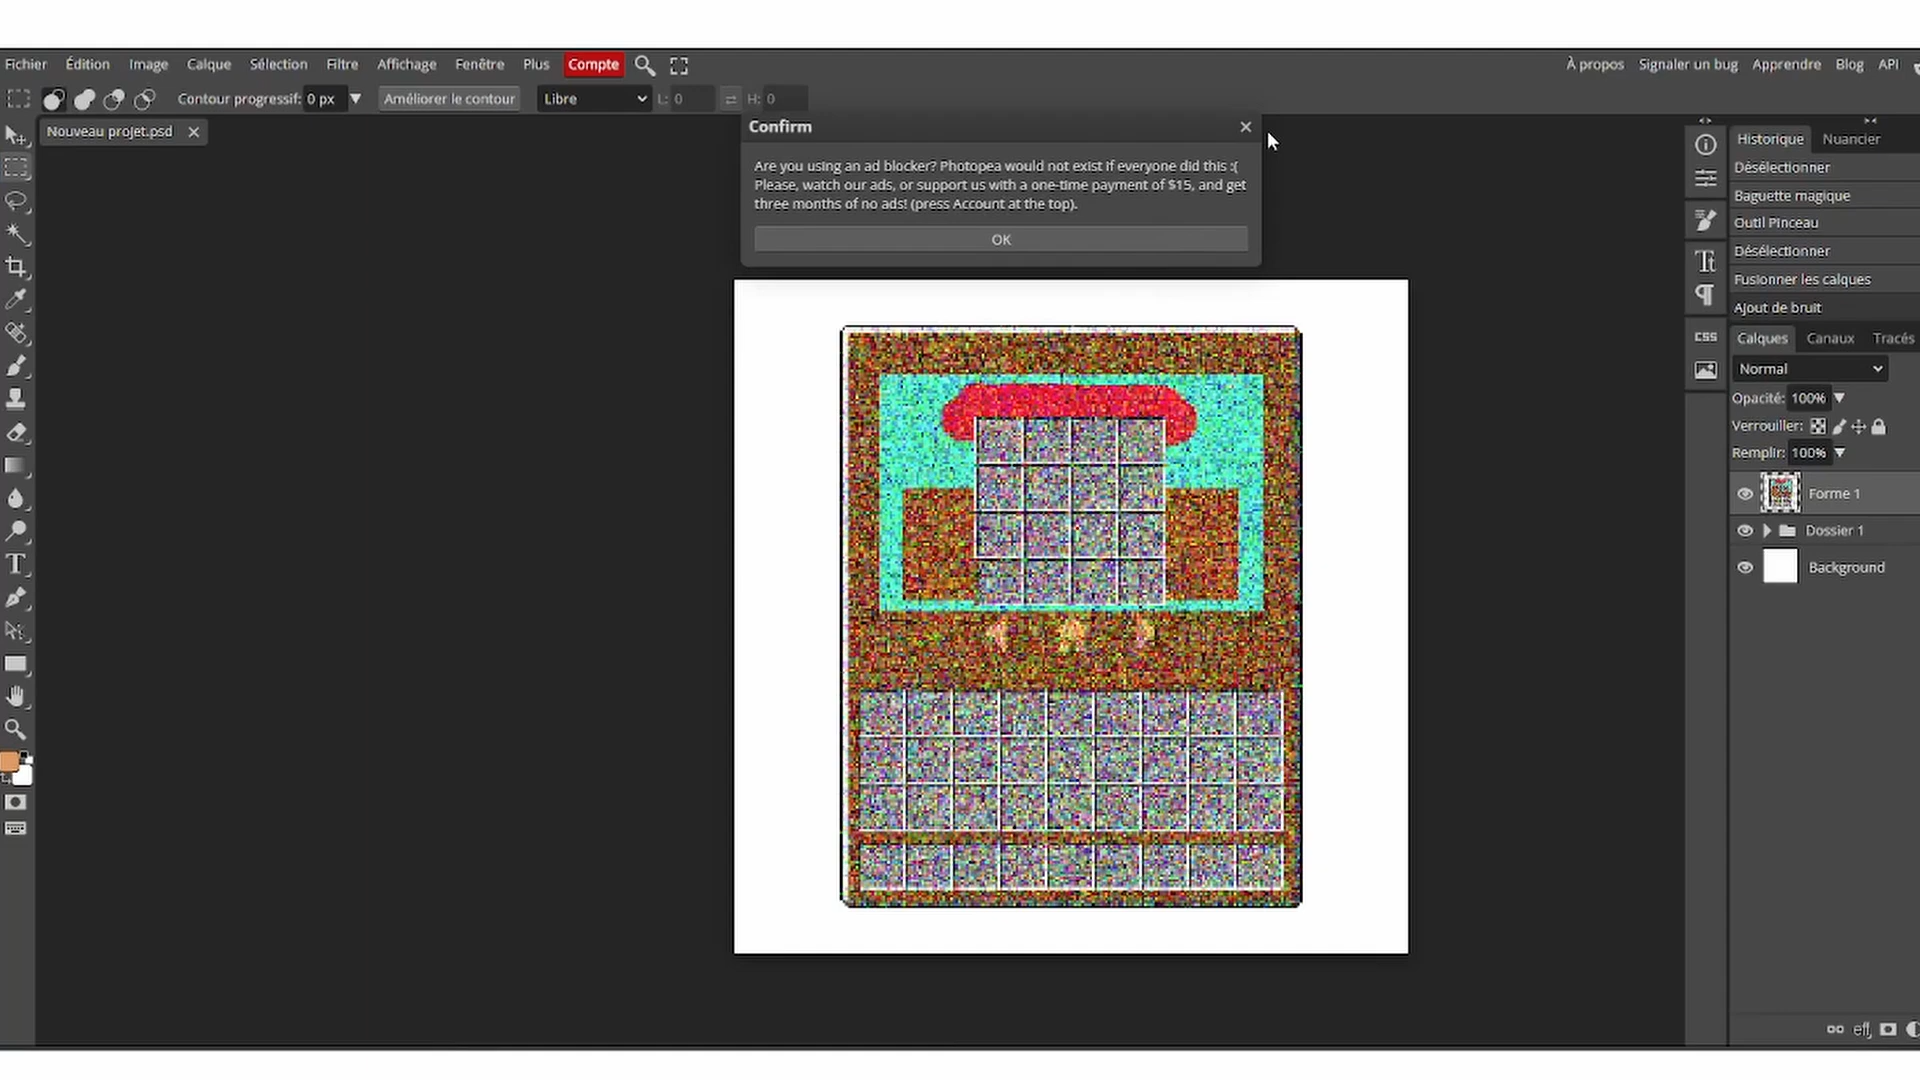 Fichier Édition Image Calque Sélection Filtre Affichage Fenêtre Plus Compte À propos Signaler un bug Apprendre Blog API
Contour progressif: 0 px Améliorer le contour Libre L: 0 H: 0
Nouveau projet.psd
Confirm
Are you using an ad blocker? Photopea would not exist if everyone did this :(
Please, watch our ads, or support us with a one-time payment of $15, and get
three months of no ads! (press Account at the top).
OK
Historique Nuancier
Désélectionner
Baguette magique
Outil Pinceau
Désélectionner
Fusionner les calques
Ajout de bruit
CSS
Calques Canaux Tracés
Normal
Opacité: 100%
Verrouiller:
Remplir: 100%
Forme 1
Dossier 1
Background
eff